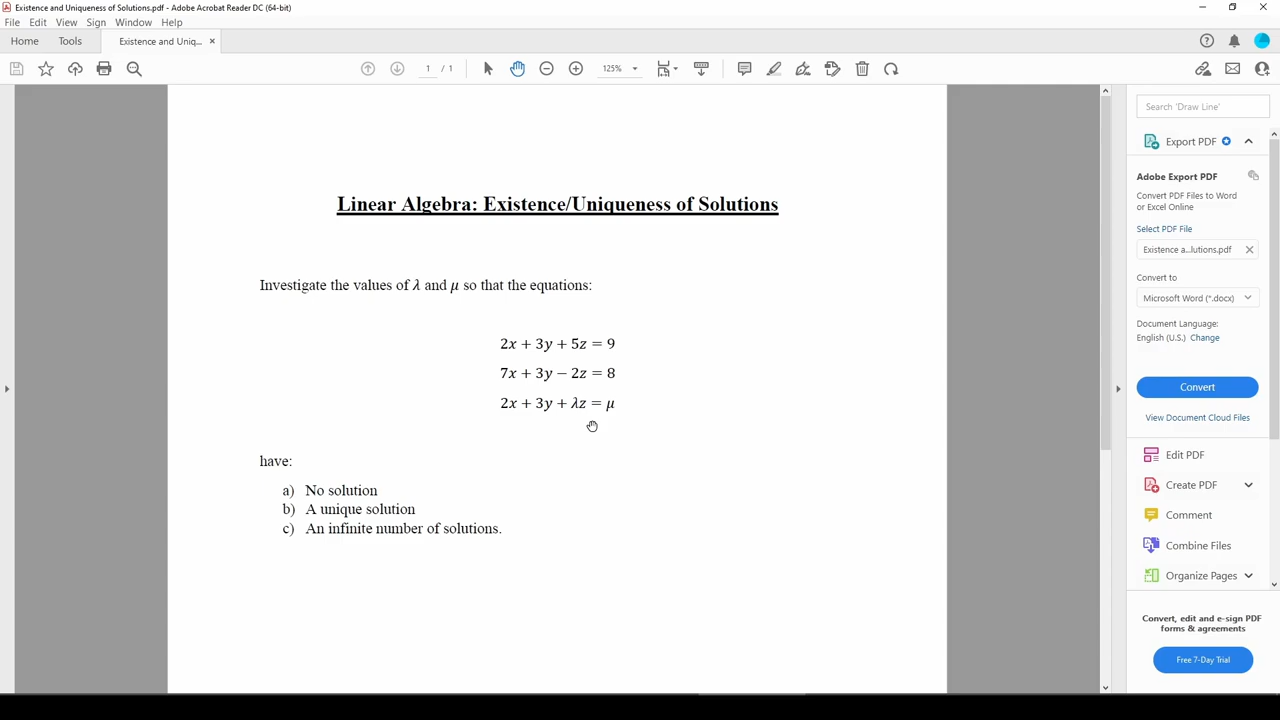 Existence and Uniqueness of Solutions.pdf - Adobe Acrobat Reader DC (64-bit)
File Edit View Sign Window Help
Home Tools Existence and Uniq... ×
1 / 1 125%
Search 'Draw Line'
Export PDF
Adobe Export PDF
Convert PDF Files to Word
or Excel Online
Select PDF File
Existence a...lutions.pdf
Convert to
Microsoft Word (*.docx)
Document Language:
English (U.S.) Change
Convert
View Document Cloud Files
Edit PDF
Create PDF
Comment
Combine Files
Organize Pages
Convert, edit and e-sign PDF
forms & agreements
Free 7-Day Trial
Linear Algebra: Existence/Uniqueness of Solutions
Investigate the values of λ and μ so that the equations:
2x + 3y + 5z = 9
7x + 3y − 2z = 8
2x + 3y + λz = μ
have:
a) No solution
b) A unique solution
c) An infinite number of solutions.